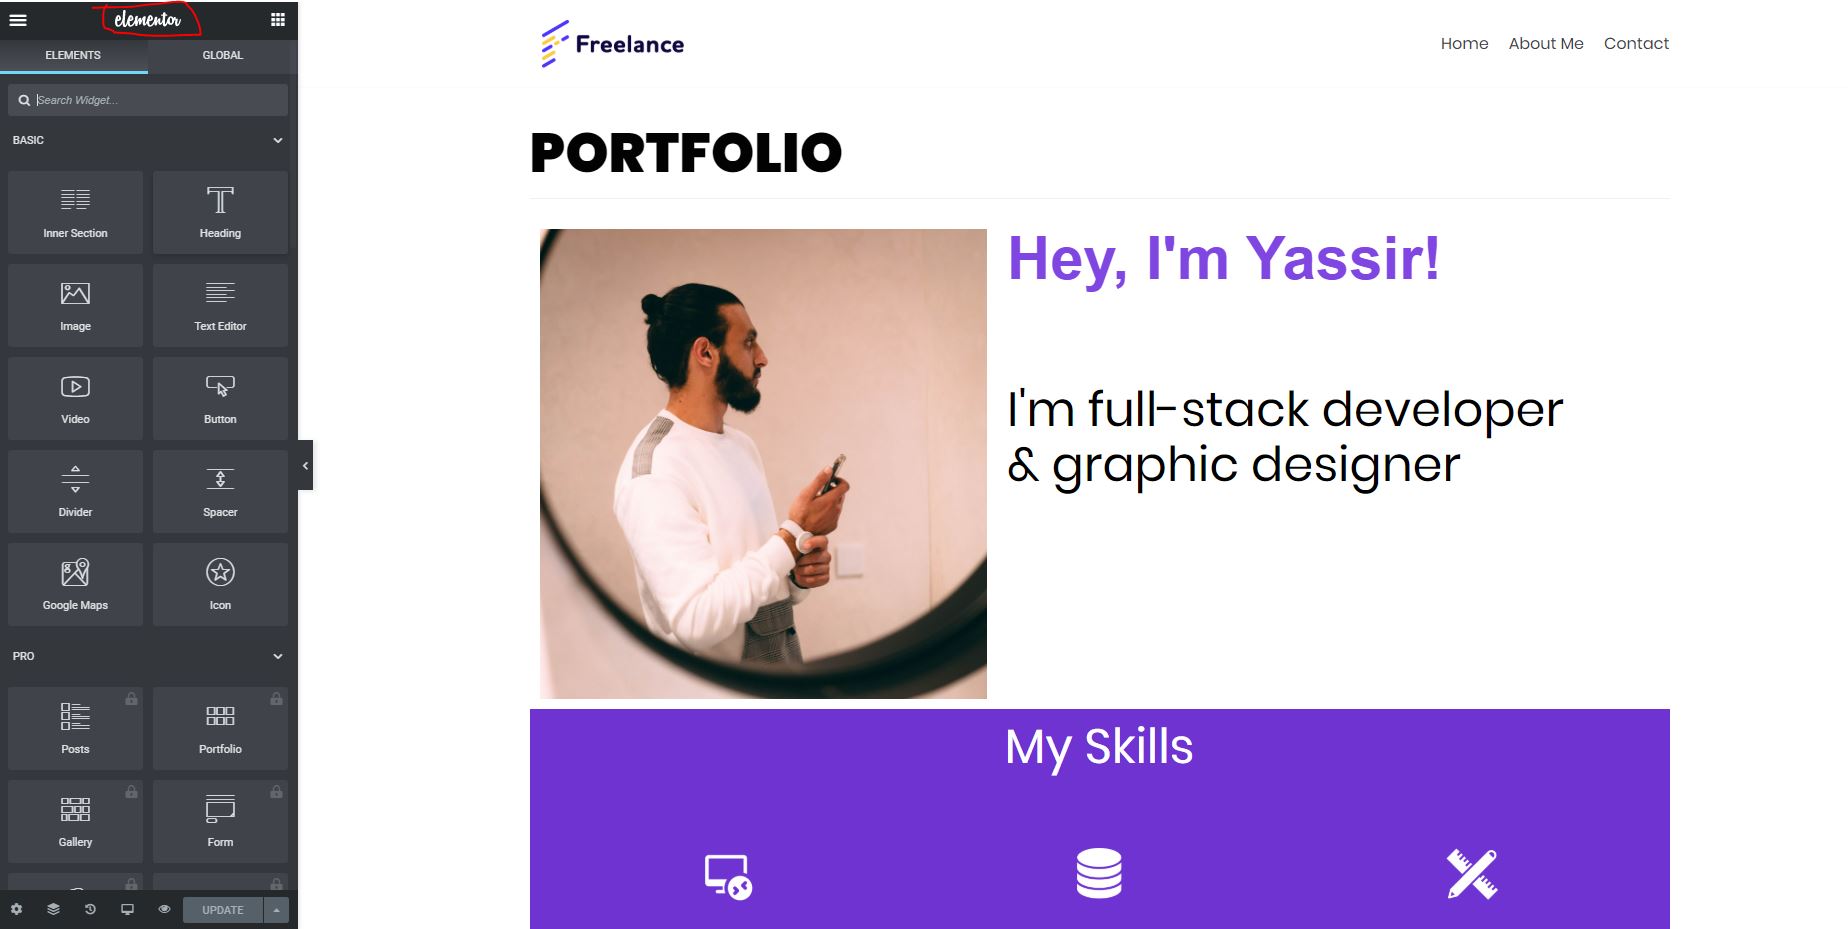 elementor
ELEMENTS
GLOBAL
Search Widget...
BASIC
Inner Section
Heading
Image
Text Editor
Video
Button
Divider
Spacer
Google Maps
Icon
PRO
Posts
Portfolio
Gallery
Form
UPDATE
Freelance
Home
About Me
Contact
PORTFOLIO
Hey, I'm Yassir!
I'm full-stack developer
& graphic designer
My Skills